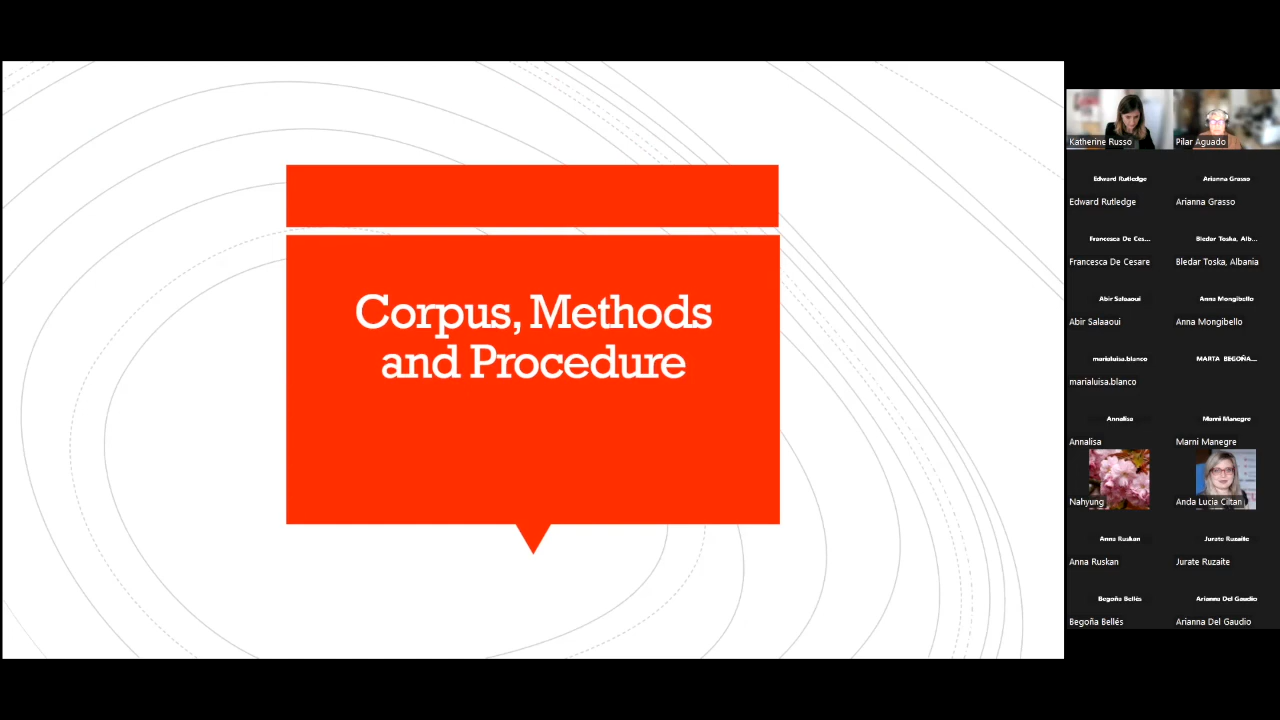 Corpus, Methods
and Procedure
Katherine Russo
Pilar Aguado
Edward Rutledge
Arianna Grasso
Edward Rutledge
Arianna Grasso
Francesca De Ces...
Bledar Toska, Alb...
Francesca De Cesare
Bledar Toska, Albania
Abir Salaaoui
Anna Mongibello
Abir Salaaoui
Anna Mongibello
marialuisa.blanco
MARTA BEGOÑA...
marialuisa.blanco
Annalisa
Marni Manegre
Annalisa
Marni Manegre
Nahyung
Anda Lucia Ciltan
Anna Ruskan
Jurate Ruzaite
Anna Ruskan
Jurate Ruzaite
Begoña Bellés
Arianna Del Gaudio
Begoña Bellés
Arianna Del Gaudio